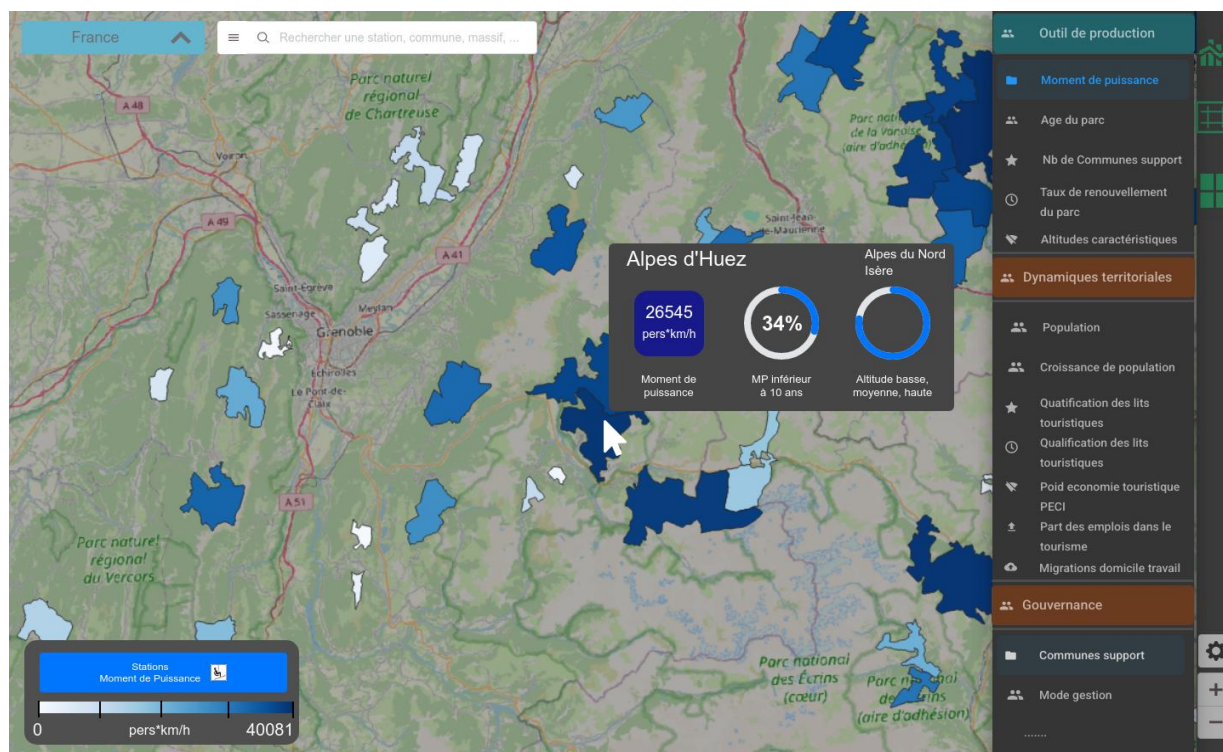 France
Rechercher une station, commune, massif, ...
Parc naturel
régional
de Chartreuse
A 48
Voiron
A 49
A 41
Saint-Égrève
Sassenage
Meylan
Grenoble
Échirolles
Le Pont-de-
Claix
A 51
Parc naturel
régional
du Vercors
Saint-Jean-
de-Maurienne
de la Vanoise
(aire d'adhésion)
Alpes d'Huez
Alpes du Nord
Isère
26545
pers*km/h
34%
Moment de
puissance
MP inférieur
à 10 ans
Altitude basse,
moyenne, haute
Parc national
des Écrins
(cœur)
(aire d'adhésion)
Stations
Moment de Puissance
0
pers*km/h
40081
Outil de production
Moment de puissance
Age du parc
Nb de Communes support
Taux de renouvellement
du parc
Altitudes caractéristiques
Dynamiques territoriales
Population
Croissance de population
Quatification des lits
touristiques
Qualification des lits
touristiques
Poid economie touristique
PECI
Part des emplois dans le
tourisme
Migrations domicile travail
Gouvernance
Communes support
Mode gestion
.......